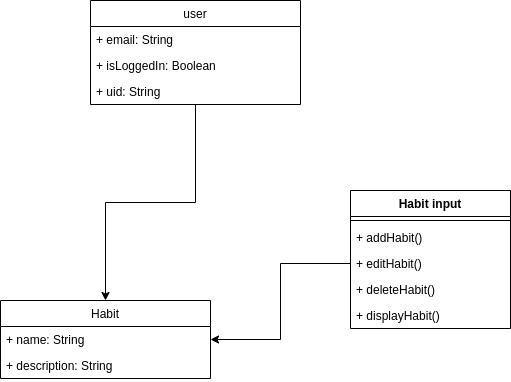 user
+ email: String
+ isLoggedIn: Boolean
+ uid: String
Habit input
+ addHabit()
+ editHabit()
+ deleteHabit()
+ displayHabit()
Habit
+ name: String
+ description: String